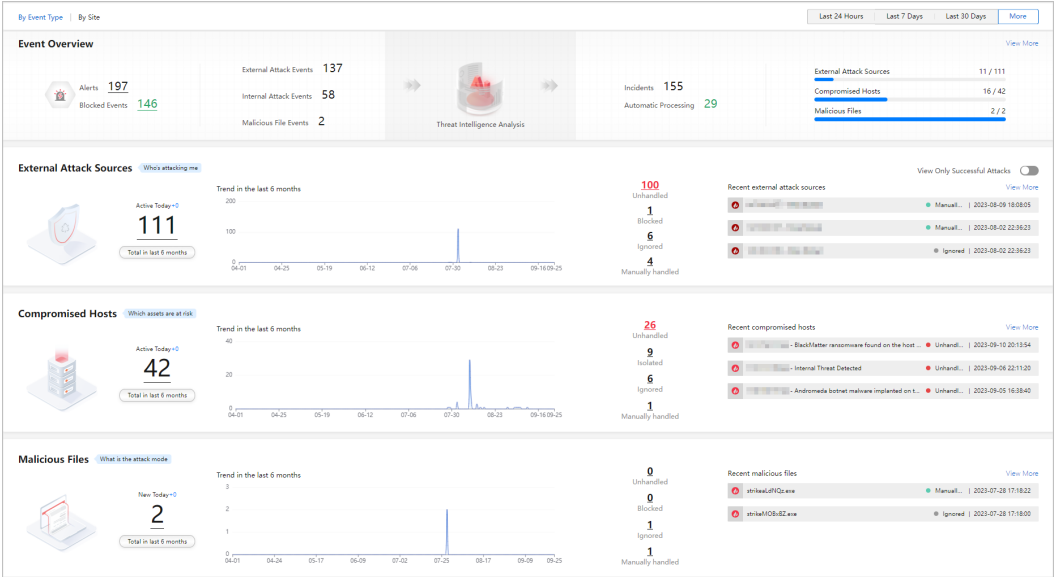 By Event Type | By Site
Last 24 Hours Last 7 Days Last 30 Days More
Event Overview
View More
Alerts 197
Blocked Events 146
External Attack Events 137
Internal Attack Events 58
Malicious File Events 2
Threat Intelligence Analysis
Incidents 155
Automatic Processing 29
External Attack Sources 11 / 111
Compromised Hosts 16 / 42
Malicious Files 2 / 2
External Attack Sources Who's attacking me
View Only Successful Attacks
Active Today+0
111
Total in last 6 months
Trend in the last 6 months
200
100
0
04-01 04-25 05-19 06-12 07-06 07-30 08-23 09-16 09-25
100
Unhandled
1
Blocked
6
Ignored
4
Manually handled
Recent external attack sources View More
Manuall... | 2023-08-09 18:08:05
Manuall... | 2023-08-02 22:36:23
Ignored | 2023-08-02 22:36:23
Compromised Hosts Which assets are at risk
Active Today+0
42
Total in last 6 months
Trend in the last 6 months
40
20
0
04-01 04-25 05-19 06-12 07-06 07-30 08-23 09-16 09-25
26
Unhandled
9
Isolated
6
Ignored
1
Manually handled
Recent compromised hosts View More
- BlackMatter ransomware found on the host ... Unhandl... | 2023-09-10 20:13:54
- Internal Threat Detected Unhandl... | 2023-09-06 22:11:20
- Andromeda botnet malware implanted on t... Unhandl... | 2023-09-05 16:38:40
Malicious Files What is the attack mode
New Today+0
2
Total in last 6 months
Trend in the last 6 months
3
2
1
0
04-01 04-24 05-17 06-09 07-02 07-25 08-17 09-09 09-25
0
Unhandled
0
Blocked
1
Ignored
1
Manually handled
Recent malicious files View More
strikeaLdNQz.exe Manuall... | 2023-07-28 17:18:22
strikeMOBxBZ.exe Ignored | 2023-07-28 17:18:00